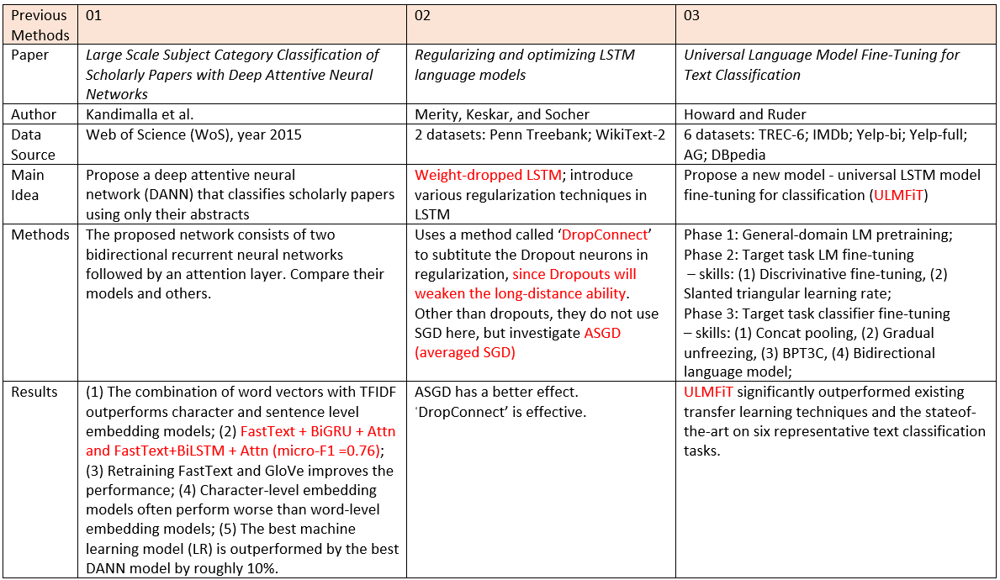 Previous Methods
01
02
03
Paper
Large Scale Subject Category Classification of
Scholarly Papers with Deep Attentive Neural
Networks
Regularizing and optimizing LSTM
language models
Universal Language Model Fine-Tuning for
Text Classification
Author
Kandimalla et al.
Merity, Keskar, and Socher
Howard and Ruder
Data
Source
Web of Science (WoS), year 2015
2 datasets: Penn Treebank; WikiText-2
6 datasets: TREC-6; IMDb; Yelp-bi; Yelp-full;
AG; DBpedia
Main
Idea
Propose a deep attentive neural
network (DANN) that classifies scholarly papers
using only their abstracts
Weight-dropped LSTM; introduce
various regularization techniques in
LSTM
Propose a new model - universal LSTM model
fine-tuning for classification (ULMFiT)
Methods
The proposed network consists of two
bidirectional recurrent neural networks
followed by an attention layer. Compare their
models and others.
Uses a method called ‘DropConnect’
to subtitute the Dropout neurons in
regularization, since Dropouts will
weaken the long-distance ability.
Other than dropouts, they do not use
SGD here, but investigate ASGD
(averaged SGD)
Phase 1: General-domain LM pretraining;
Phase 2: Target task LM fine-tuning
– skills: (1) Discrivinative fine-tuning, (2)
Slanted triangular learning rate;
Phase 3: Target task classifier fine-tuning
– skills: (1) Concat pooling, (2) Gradual
unfreezing, (3) BPT3C, (4) Bidirectional
language model;
Results
(1) The combination of word vectors with TFIDF
outperforms character and sentence level
embedding models; (2) FastText + BiGRU + Attn
and FastText+BiLSTM + Attn (micro-F1 =0.76);
(3) Retraining FastText and GloVe improves the
performance; (4) Character-level embedding
models often perform worse than word-level
embedding models; (5) The best machine
learning model (LR) is outperformed by the best
DANN model by roughly 10%.
ASGD has a better effect.
‘DropConnect’ is effective.
ULMFiT significantly outperformed existing
transfer learning techniques and the stateof-
the-art on six representative text classification
tasks.